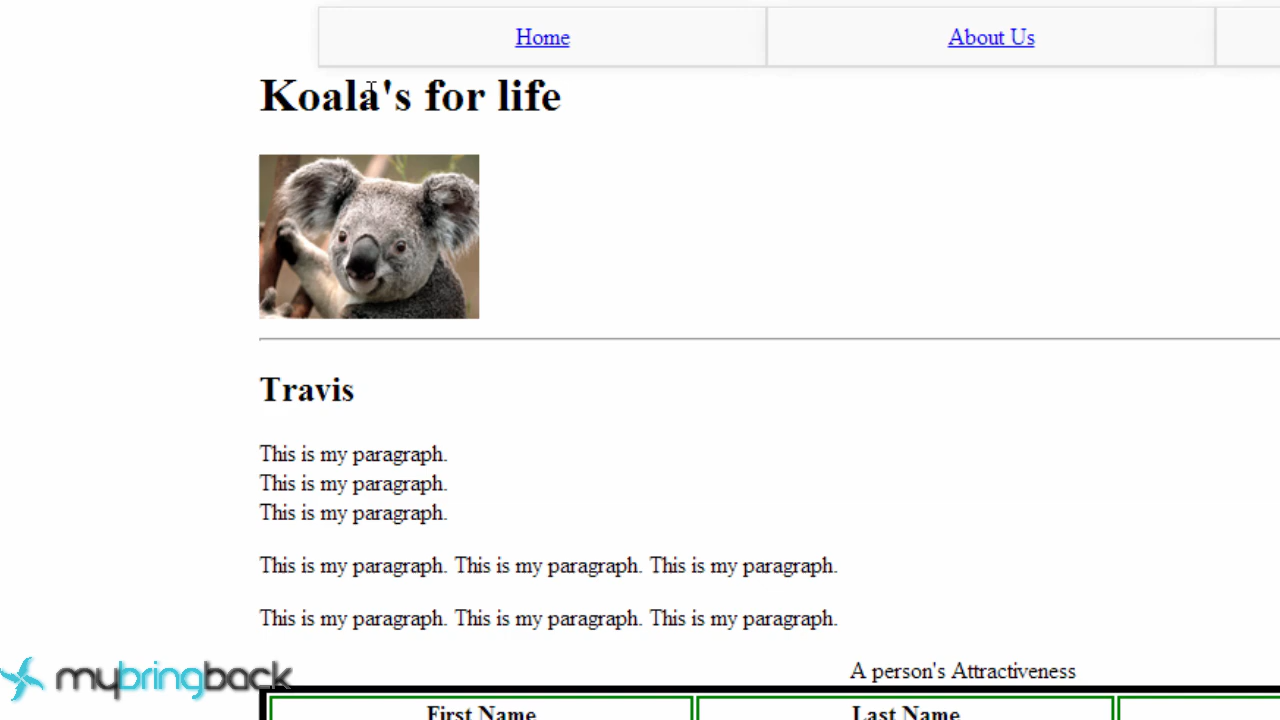 Home About Us
Koala's for life
Travis
This is my paragraph.
This is my paragraph.
This is my paragraph.
This is my paragraph. This is my paragraph. This is my paragraph.
This is my paragraph. This is my paragraph. This is my paragraph.
mybringback
A person's Attractiveness
First Name Last Name